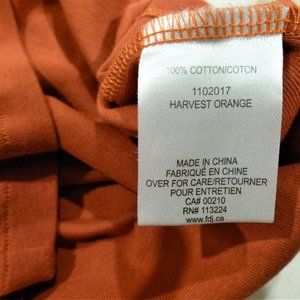 100% COTTON/COTON
1102017
HARVEST ORANGE
MADE IN CHINA
FABRIQUÉ EN CHINE
OVER FOR CARE/RETOURNER
POUR ENTRETIEN
CA# 00210
RN# 113224
www.fdj.ca